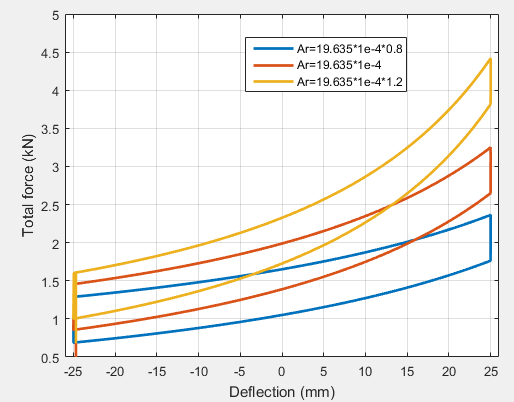 5
4.5
4
3.5
3
2.5
2
1.5
1
0.5
Total force (kN)
Ar=19.635*1e-4*0.8
Ar=19.635*1e-4
Ar=19.635*1e-4*1.2
-25 -20 -15 -10 -5 0 5 10 15 20 25
Deflection (mm)